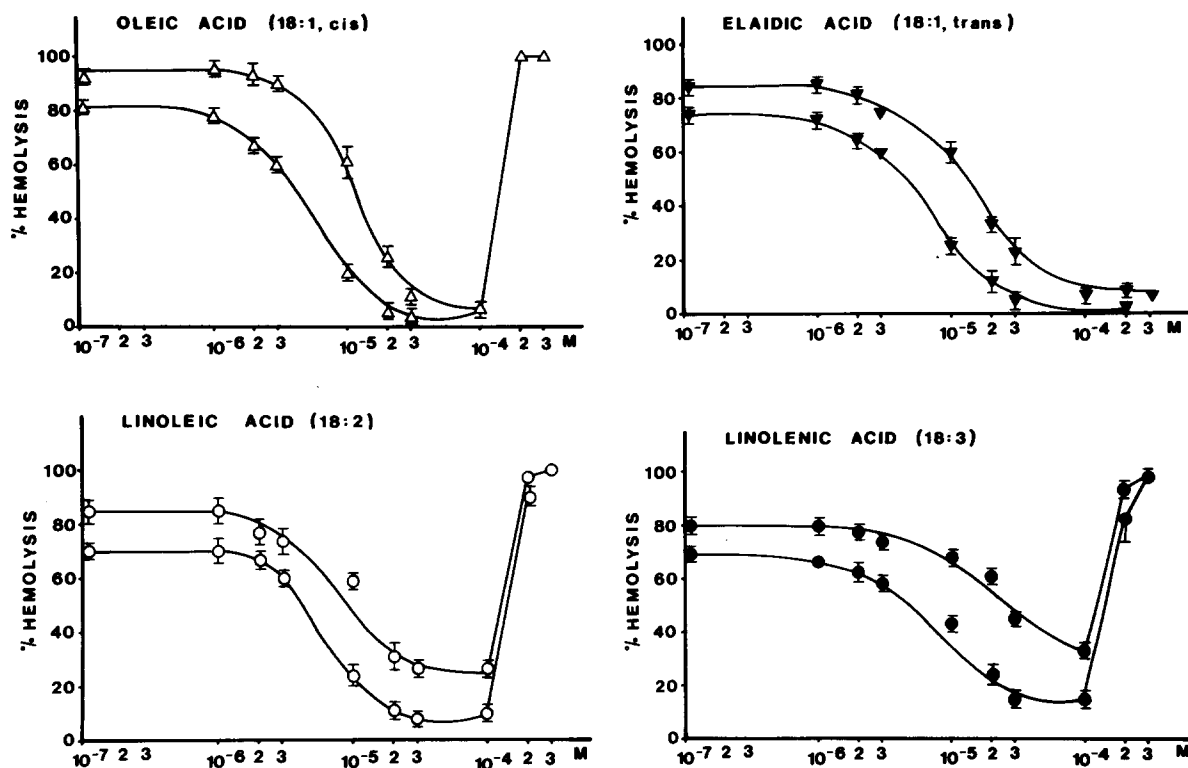 OLEIC ACID (18:1, cis)
% HEMOLYSIS
100
80
60
40
20
0
10-7 2 3 10-6 2 3 10-5 2 3 10-4 2 3 M
ELAIDIC ACID (18:1, trans)
% HEMOLYSIS
100
80
60
40
20
0
10-7 2 3 10-6 2 3 10-5 2 3 10-4 2 3 M
LINOLEIC ACID (18:2)
% HEMOLYSIS
100
80
60
40
20
0
10-7 2 3 10-6 2 3 10-5 2 3 10-4 2 3 M
LINOLENIC ACID (18:3)
% HEMOLYSIS
100
80
60
40
20
0
10-7 2 3 10-6 2 3 10-5 2 3 10-4 2 3 M